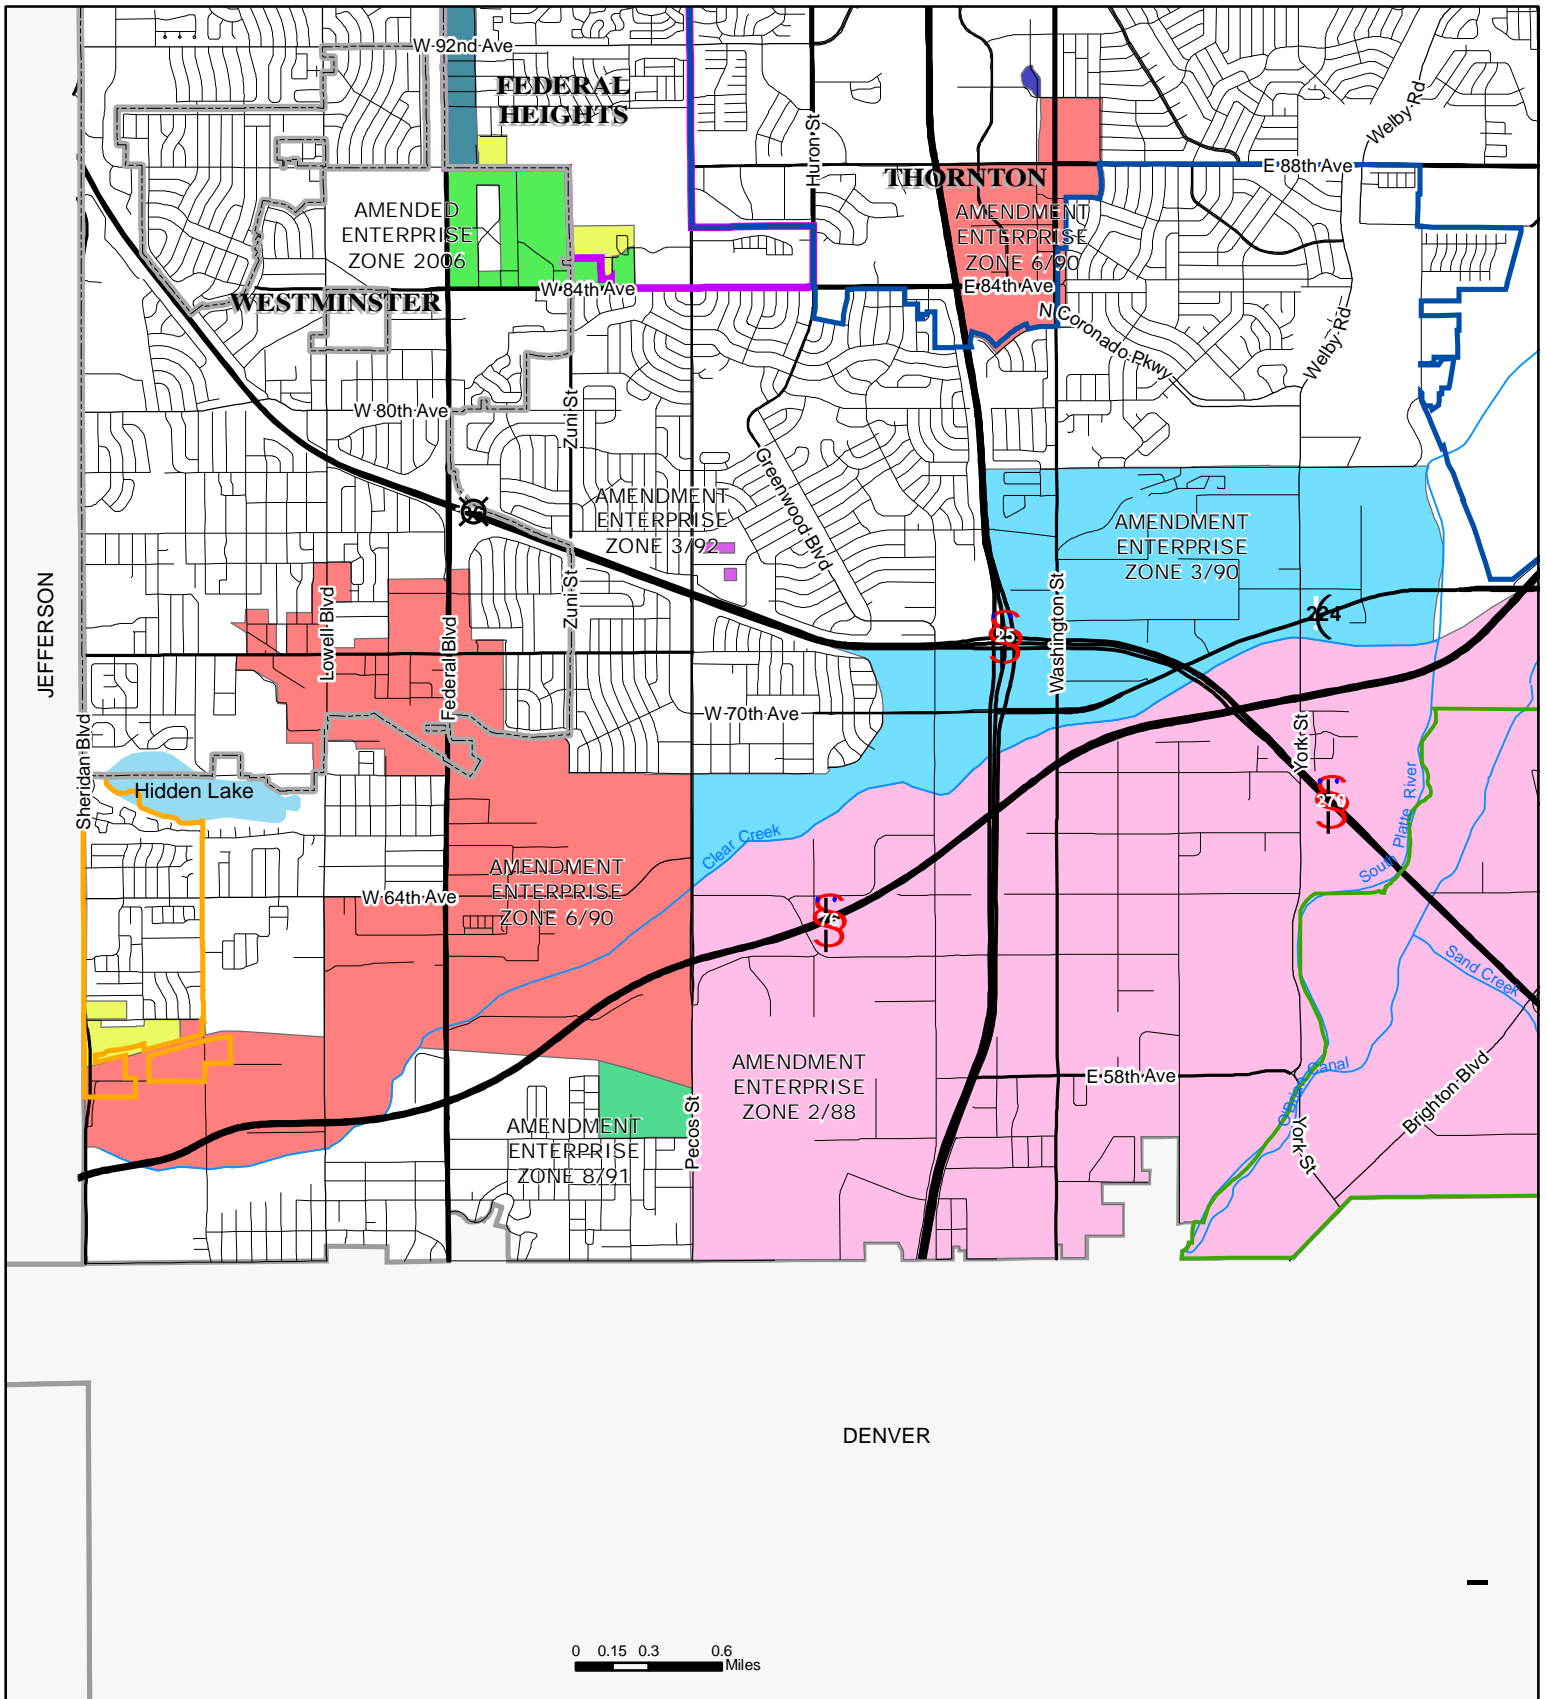 W 92nd Ave
FEDERAL
HEIGHTS
Huron St
Welby Rd
E 88th Ave
THORNTON
AMENDED
ENTERPRISE
ZONE 2006
AMENDMENT
ENTERPRISE
ZONE 6/90
WESTMINSTER
W 84th Ave
E 84th Ave
N Coronado Pkwy
Welby Rd
W 80th Ave
Zuni St
Greenwood Blvd
AMENDMENT
ENTERPRISE
ZONE 3/92
AMENDMENT
ENTERPRISE
ZONE 3/90
36
JEFFERSON
Lowell Blvd
Federal Blvd
Zuni St
25
Washington St
224
W 70th Ave
York St
Sheridan Blvd
Hidden Lake
270
South Platte River
Clear Creek
AMENDMENT
ENTERPRISE
ZONE 6/90
W 64th Ave
76
Sand Creek
AMENDMENT
ENTERPRISE
ZONE 2/88
E 58th Ave
O'Brian Canal
Brighton Blvd
AMENDMENT
ENTERPRISE
ZONE 8/91
Pecos St
York St
DENVER
0 0.15 0.3 0.6
Miles